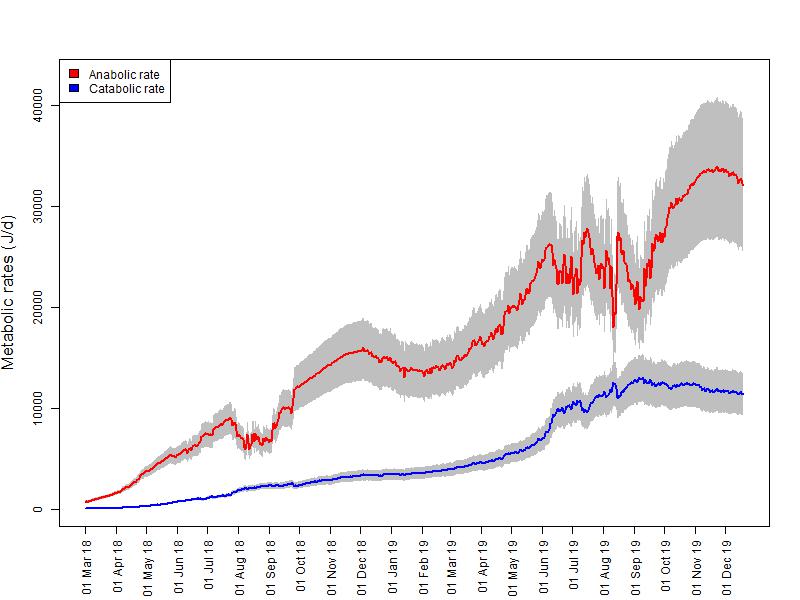 Anabolic rate
Catabolic rate
Metabolic rates (J/d)
40000
30000
20000
10000
0
01 Mar 18
01 Apr 18
01 May 18
01 Jun 18
01 Jul 18
01 Aug 18
01 Sep 18
01 Oct 18
01 Nov 18
01 Dec 18
01 Jan 19
01 Feb 19
01 Mar 19
01 Apr 19
01 May 19
01 Jun 19
01 Jul 19
01 Aug 19
01 Sep 19
01 Oct 19
01 Nov 19
01 Dec 19